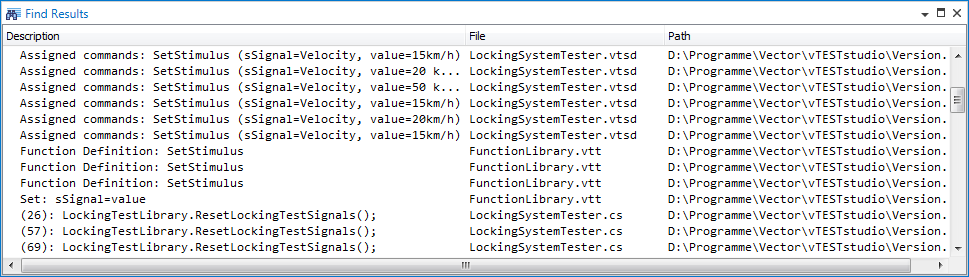 Find Results
Description File Path
Assigned commands: SetStimulus (sSignal=Velocity, value=15km/h) LockingSystemTester.vtsd D:\Programme\Vector\vTESTstudio\Version.
Assigned commands: SetStimulus (sSignal=Velocity, value=20 k... LockingSystemTester.vtsd D:\Programme\Vector\vTESTstudio\Version.
Assigned commands: SetStimulus (sSignal=Velocity, value=50 k... LockingSystemTester.vtsd D:\Programme\Vector\vTESTstudio\Version.
Assigned commands: SetStimulus (sSignal=Velocity, value=15km/h) LockingSystemTester.vtsd D:\Programme\Vector\vTESTstudio\Version.
Assigned commands: SetStimulus (sSignal=Velocity, value=20km/h) LockingSystemTester.vtsd D:\Programme\Vector\vTESTstudio\Version.
Assigned commands: SetStimulus (sSignal=Velocity, value=15km/h) LockingSystemTester.vtsd D:\Programme\Vector\vTESTstudio\Version.
Function Definition: SetStimulus FunctionLibrary.vtt D:\Programme\Vector\vTESTstudio\Version.
Function Definition: SetStimulus FunctionLibrary.vtt D:\Programme\Vector\vTESTstudio\Version.
Function Definition: SetStimulus FunctionLibrary.vtt D:\Programme\Vector\vTESTstudio\Version.
Set: sSignal=value FunctionLibrary.vtt D:\Programme\Vector\vTESTstudio\Version.
(26): LockingTestLibrary.ResetLockingTestSignals(); LockingSystemTester.cs D:\Programme\Vector\vTESTstudio\Version.
(57): LockingTestLibrary.ResetLockingTestSignals(); LockingSystemTester.cs D:\Programme\Vector\vTESTstudio\Version.
(69): LockingTestLibrary.ResetLockingTestSignals(); LockingSystemTester.cs D:\Programme\Vector\vTESTstudio\Version.